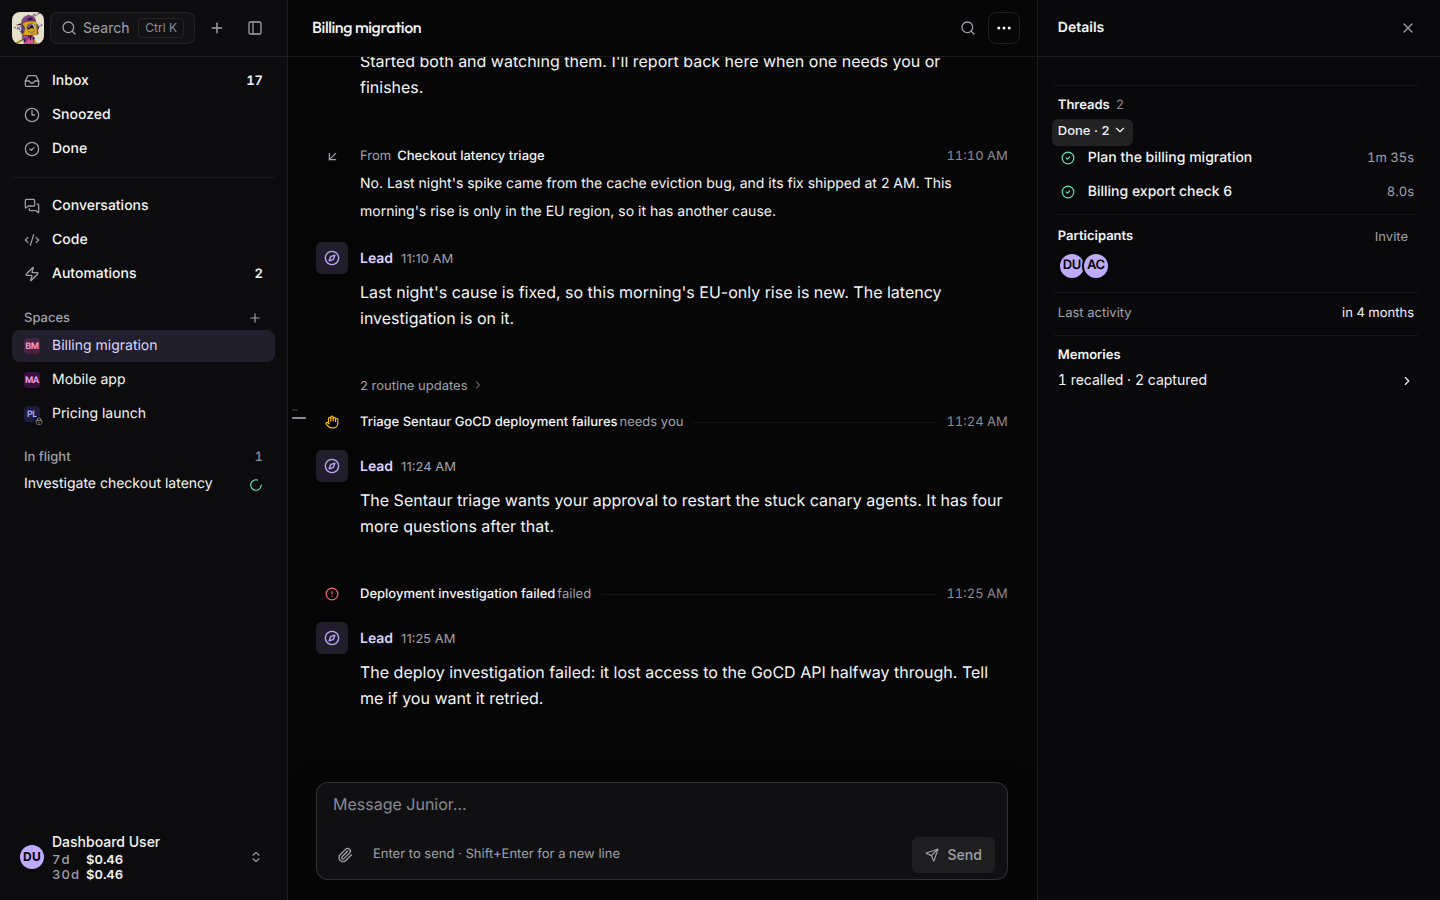 Search Ctrl K
Inbox 17
Snoozed
Done
Conversations
Code
Automations 2
Spaces
BM Billing migration
MA Mobile app
PL Pricing launch
In flight 1
Investigate checkout latency
DU Dashboard User
7d $0.46
30d $0.46
Billing migration
Started both and watching them. I'll report back here when one needs you or
finishes.
From Checkout latency triage 11:10 AM
No. Last night's spike came from the cache eviction bug, and its fix shipped at 2 AM. This
morning's rise is only in the EU region, so it has another cause.
Lead 11:10 AM
Last night's cause is fixed, so this morning's EU-only rise is new. The latency
investigation is on it.
2 routine updates
Triage Sentaur GoCD deployment failures needs you 11:24 AM
Lead 11:24 AM
The Sentaur triage wants your approval to restart the stuck canary agents. It has four
more questions after that.
Deployment investigation failed failed 11:25 AM
Lead 11:25 AM
The deploy investigation failed: it lost access to the GoCD API halfway through. Tell
me if you want it retried.
Message Junior...
Enter to send · Shift+Enter for a new line
Send
Details
Threads 2
Done · 2
Plan the billing migration 1m 35s
Billing export check 6 8.0s
Participants Invite
DU AC
Last activity in 4 months
Memories
1 recalled · 2 captured